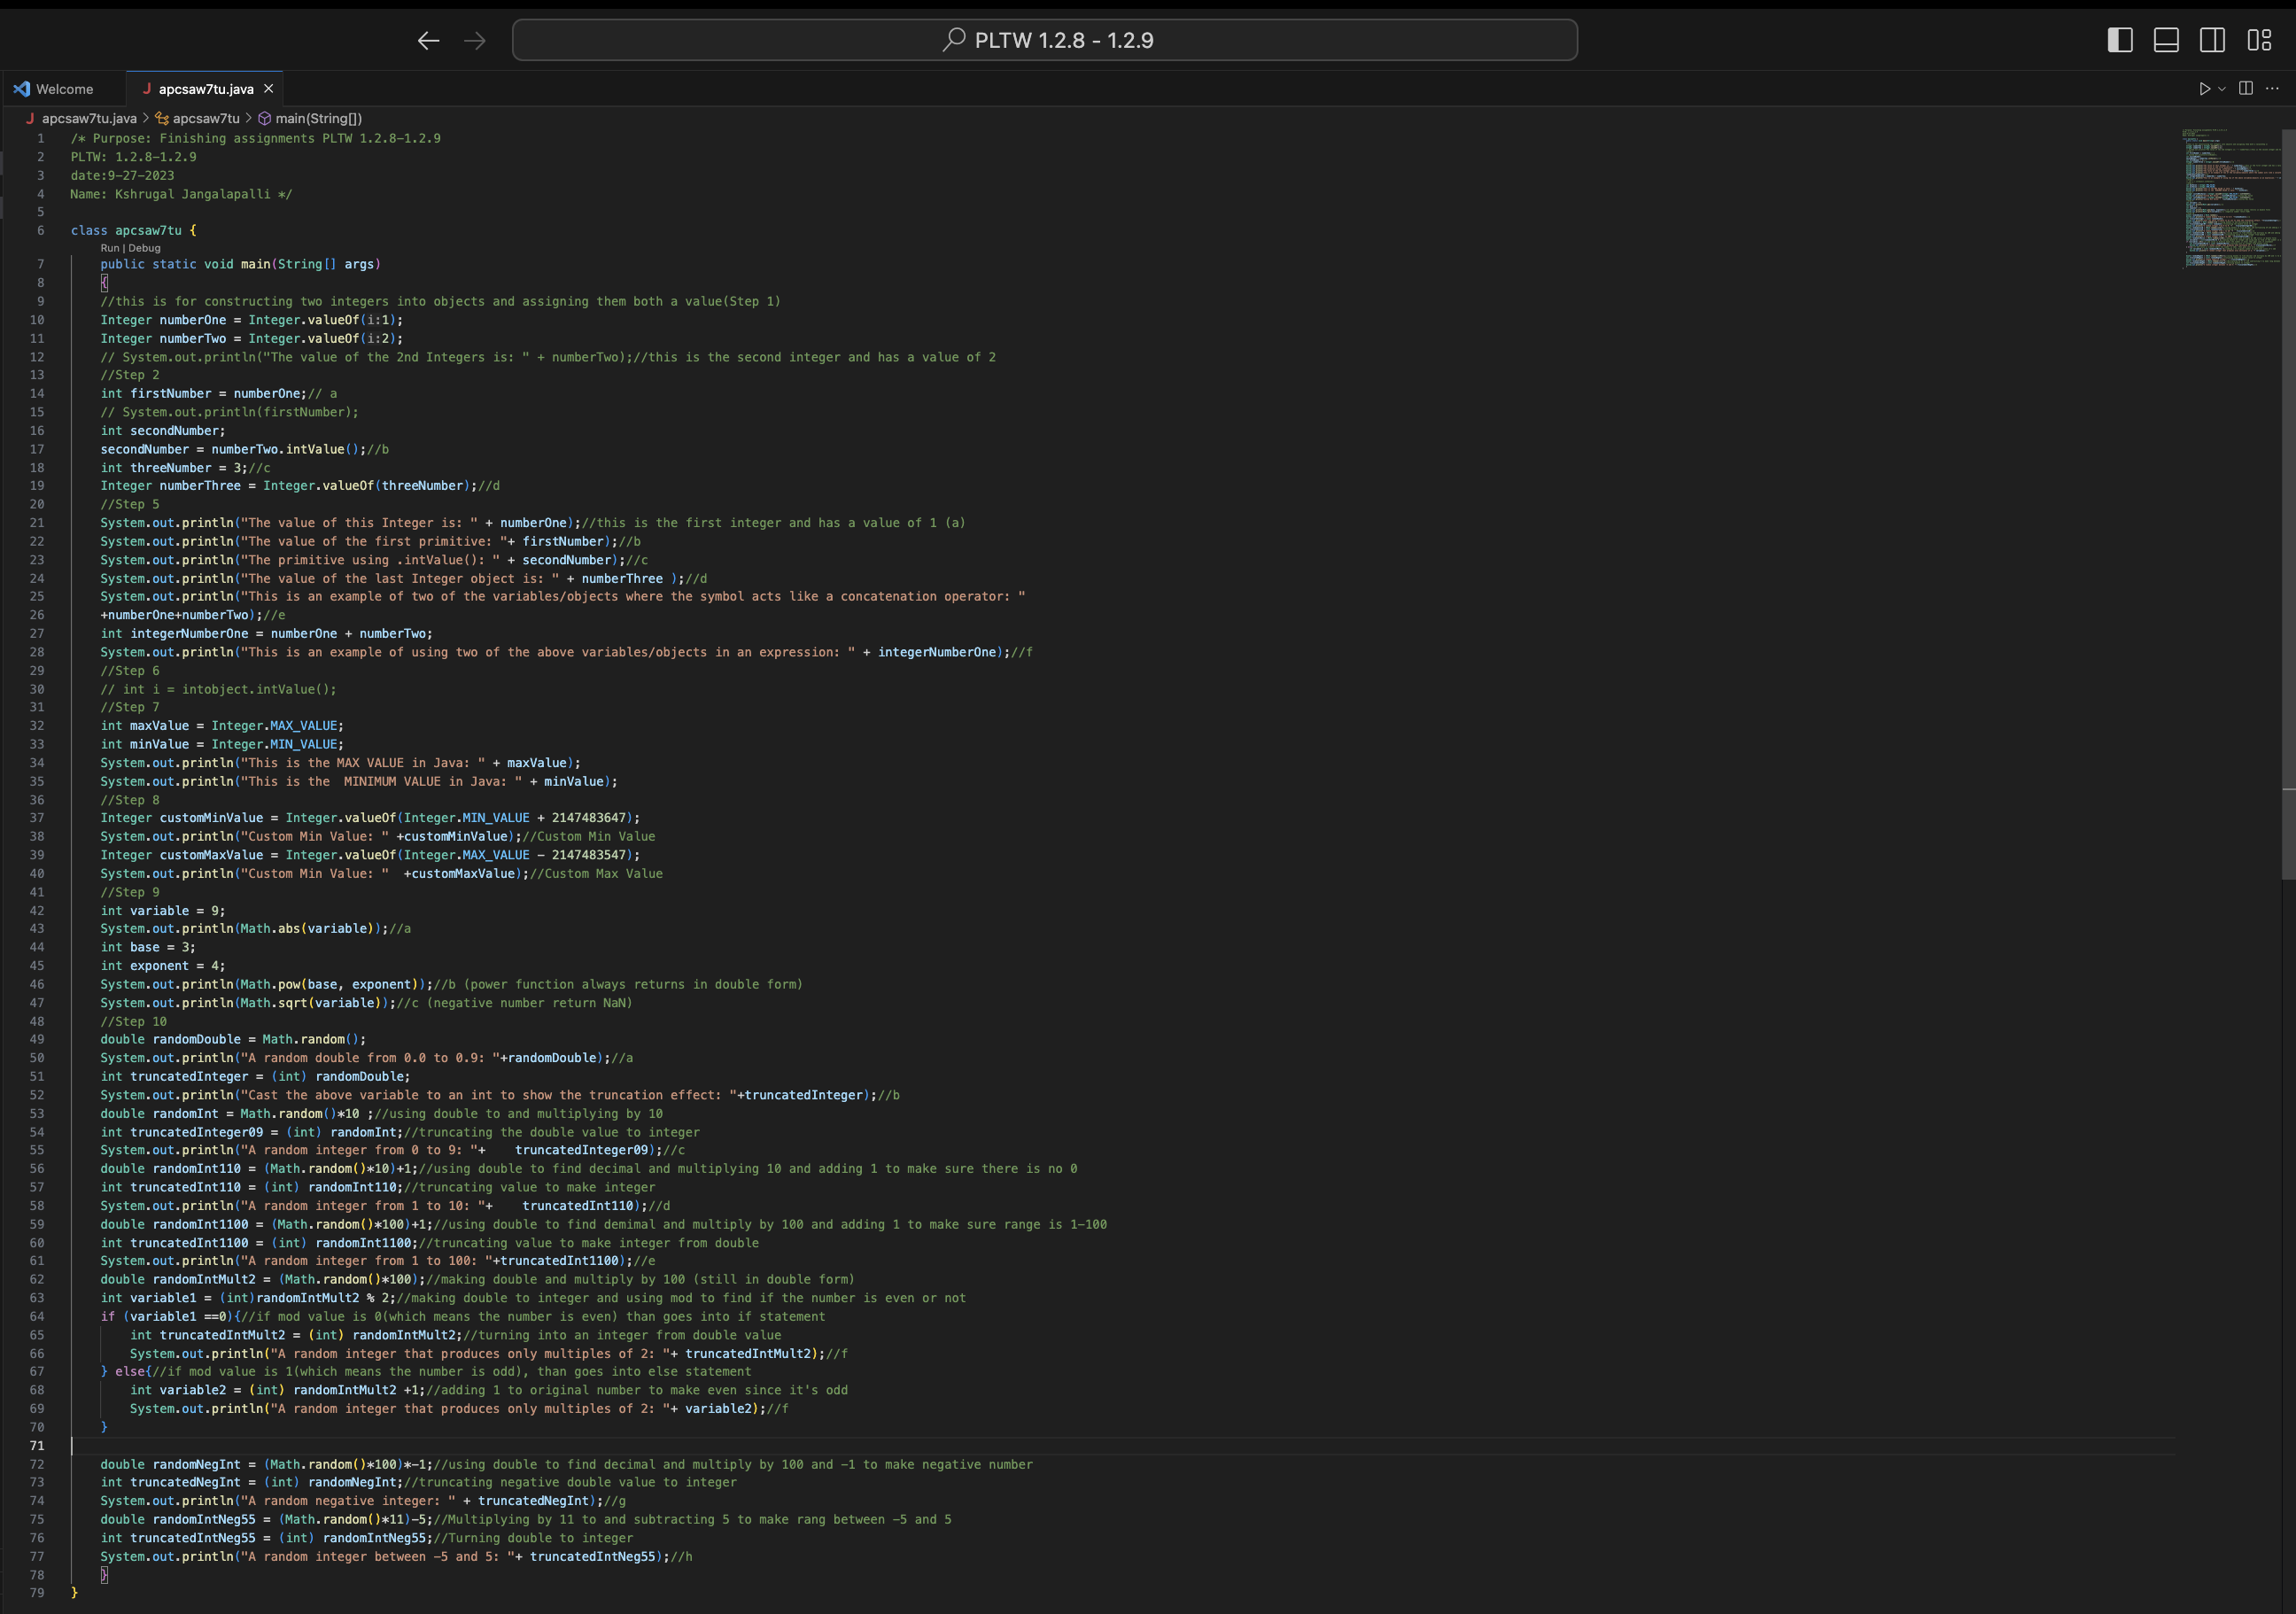 PLTW 1.2.8 - 1.2.9
Welcome
J apcsaw7tu.java ×
J apcsaw7tu.java > apcsaw7tu > main(String[])
1 /* Purpose: Finishing assignments PLTW 1.2.8-1.2.9
2 PLTW: 1.2.8-1.2.9
3 date:9-27-2023
4 Name: Kshrugal Jangalapalli */
5
6 class apcsaw7tu {
Run | Debug
7 public static void main(String[] args)
8 {
9 //this is for constructing two integers into objects and assigning them both a value(Step 1)
10 Integer numberOne = Integer.valueOf(i:1);
11 Integer numberTwo = Integer.valueOf(i:2);
12 // System.out.println("The value of the 2nd Integers is: " + numberTwo);//this is the second integer and has a value of 2
13 //Step 2
14 int firstNumber = numberOne;// a
15 // System.out.println(firstNumber);
16 int secondNumber;
17 secondNumber = numberTwo.intValue();//b
18 int threeNumber = 3;//c
19 Integer numberThree = Integer.valueOf(threeNumber);//d
20 //Step 5
21 System.out.println("The value of this Integer is: " + numberOne);//this is the first integer and has a value of 1 (a)
22 System.out.println("The value of the first primitive: "+ firstNumber);//b
23 System.out.println("The primitive using .intValue(): " + secondNumber);//c
24 System.out.println("The value of the last Integer object is: " + numberThree );//d
25 System.out.println("This is an example of two of the variables/objects where the symbol acts like a concatenation operator: "
26 +numberOne+numberTwo);//e
27 int integerNumberOne = numberOne + numberTwo;
28 System.out.println("This is an example of using two of the above variables/objects in an expression: " + integerNumberOne);//f
29 //Step 6
30 // int i = intobject.intValue();
31 //Step 7
32 int maxValue = Integer.MAX_VALUE;
33 int minValue = Integer.MIN_VALUE;
34 System.out.println("This is the MAX VALUE in Java: " + maxValue);
35 System.out.println("This is the  MINIMUM VALUE in Java: " + minValue);
36 //Step 8
37 Integer customMinValue = Integer.valueOf(Integer.MIN_VALUE + 2147483647);
38 System.out.println("Custom Min Value: " +customMinValue);//Custom Min Value
39 Integer customMaxValue = Integer.valueOf(Integer.MAX_VALUE - 2147483547);
40 System.out.println("Custom Min Value: "  +customMaxValue);//Custom Max Value
41 //Step 9
42 int variable = 9;
43 System.out.println(Math.abs(variable));//a
44 int base = 3;
45 int exponent = 4;
46 System.out.println(Math.pow(base, exponent));//b (power function always returns in double form)
47 System.out.println(Math.sqrt(variable));//c (negative number return NaN)
48 //Step 10
49 double randomDouble = Math.random();
50 System.out.println("A random double from 0.0 to 0.9: "+randomDouble);//a
51 int truncatedInteger = (int) randomDouble;
52 System.out.println("Cast the above variable to an int to show the truncation effect: "+truncatedInteger);//b
53 double randomInt = Math.random()*10 ;//using double to and multiplying by 10
54 int truncatedInteger09 = (int) randomInt;//truncating the double value to integer
55 System.out.println("A random integer from 0 to 9: "+    truncatedInteger09);//c
56 double randomInt110 = (Math.random()*10)+1;//using double to find decimal and multiplying 10 and adding 1 to make sure there is no 0
57 int truncatedInt110 = (int) randomInt110;//truncating value to make integer
58 System.out.println("A random integer from 1 to 10: "+    truncatedInt110);//d
59 double randomInt1100 = (Math.random()*100)+1;//using double to find demimal and multiply by 100 and adding 1 to make sure range is 1-100
60 int truncatedInt1100 = (int) randomInt1100;//truncating value to make integer from double
61 System.out.println("A random integer from 1 to 100: "+truncatedInt1100);//e
62 double randomIntMult2 = (Math.random()*100);//making double and multiply by 100 (still in double form)
63 int variable1 = (int)randomIntMult2 % 2;//making double to integer and using mod to find if the number is even or not
64 if (variable1 ==0){//if mod value is 0(which means the number is even) than goes into if statement
65 int truncatedIntMult2 = (int) randomIntMult2;//turning into an integer from double value
66 System.out.println("A random integer that produces only multiples of 2: "+ truncatedIntMult2);//f
67 } else{//if mod value is 1(which means the number is odd), than goes into else statement
68 int variable2 = (int) randomIntMult2 +1;//adding 1 to original number to make even since it's odd
69 System.out.println("A random integer that produces only multiples of 2: "+ variable2);//f
70 }
71
72 double randomNegInt = (Math.random()*100)*-1;//using double to find decimal and multiply by 100 and -1 to make negative number
73 int truncatedNegInt = (int) randomNegInt;//truncating negative double value to integer
74 System.out.println("A random negative integer: " + truncatedNegInt);//g
75 double randomIntNeg55 = (Math.random()*11)-5;//Multiplying by 11 to and subtracting 5 to make rang between -5 and 5
76 int truncatedIntNeg55 = (int) randomIntNeg55;//Turning double to integer
77 System.out.println("A random integer between -5 and 5: "+ truncatedIntNeg55);//h
78 }
79 }